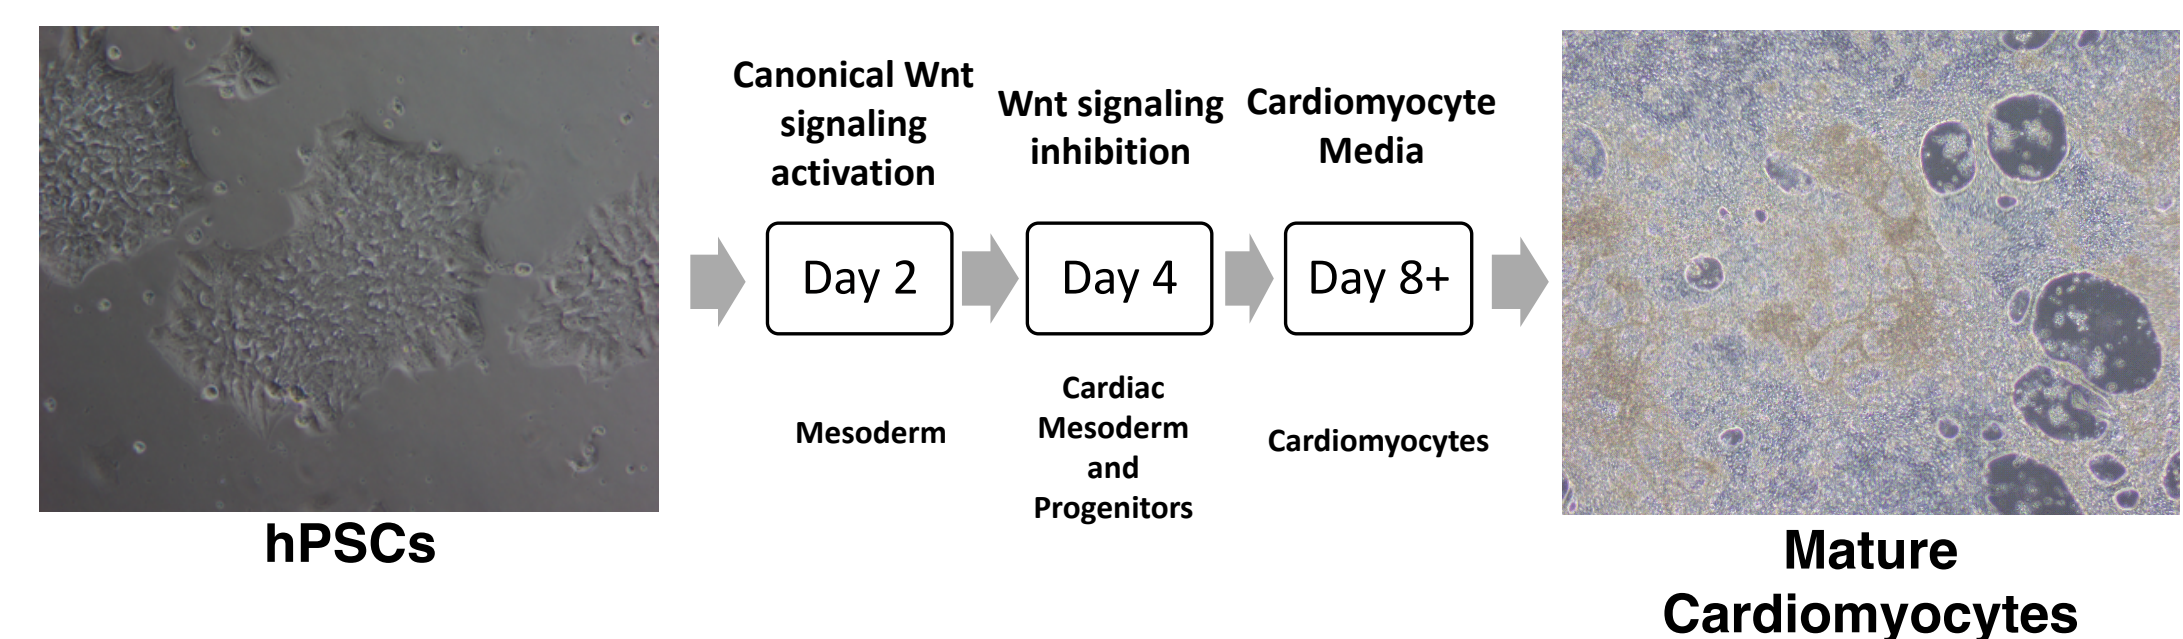 Canonical Wnt
signaling
activation
Wnt signaling
inhibition
Cardiomyocyte
Media
Day 2
Day 4
Day 8+
Mesoderm
Cardiac
Mesoderm
and
Progenitors
Cardiomyocytes
hPSCs
Mature
Cardiomyocytes